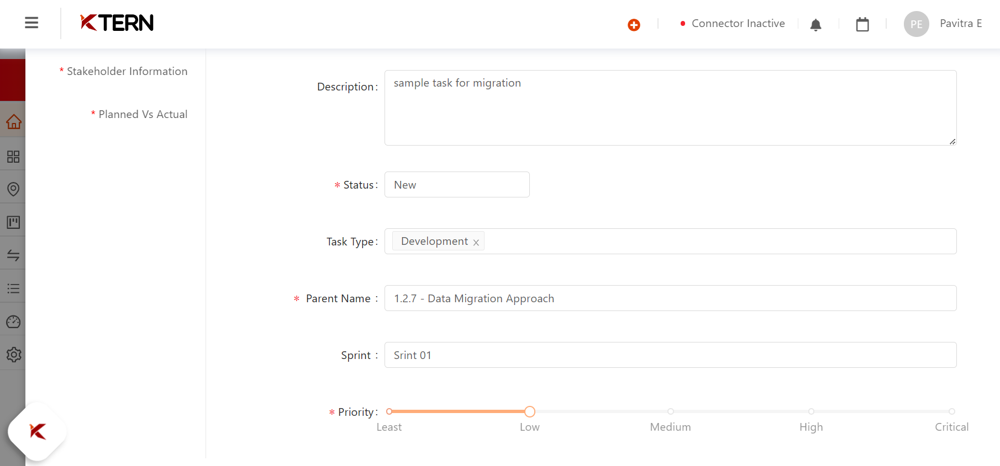 KTERN
Connector Inactive
PE
Pavitra E
* Stakeholder Information
* Planned Vs Actual
Description :
sample task for migration
* Status :
New
Task Type :
Development ×
* Parent Name :
1.2.7 - Data Migration Approach
Sprint :
Srint 01
* Priority :
Least Low Medium High Critical